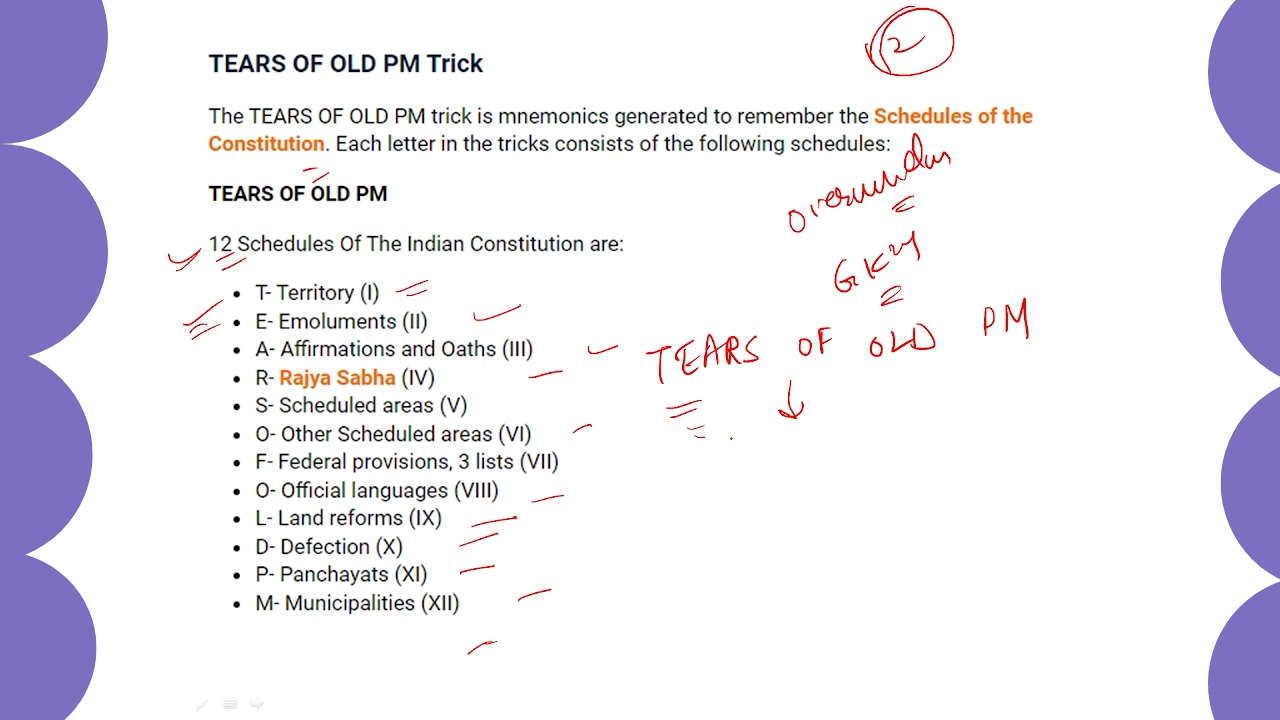 2
TEARS OF OLD PM Trick
The TEARS OF OLD PM trick is mnemonics generated to remember the Schedules of the
Constitution. Each letter in the tricks consists of the following schedules:
TEARS OF OLD PM
12 Schedules Of The Indian Constitution are:
• T- Territory (I)
• E- Emoluments (II)
• A- Affirmations and Oaths (III)
• R- Rajya Sabha (IV)
• S- Scheduled areas (V)
• O- Other Scheduled areas (VI)
• F- Federal provisions, 3 lists (VII)
• O- Official languages (VIII)
• L- Land reforms (IX)
• D- Defection (X)
• P- Panchayats (XI)
• M- Municipalities (XII)
TEARS OF OLD PM